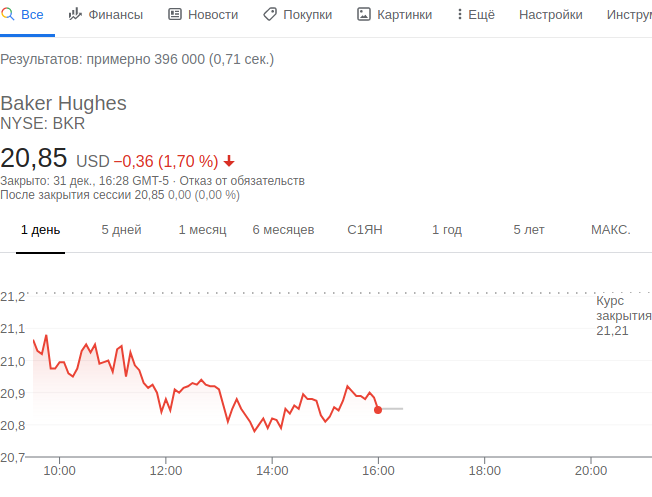 Все Финансы Новости Покупки Картинки Ещё Настройки Инструм
Результатов: примерно 396 000 (0,71 сек.)
Baker Hughes
NYSE: BKR
20,85 USD −0,36 (1,70 %)
Закрыто: 31 дек., 16:28 GMT-5 · Отказ от обязательств
После закрытия сессии 20,85 0,00 (0,00 %)
1 день 5 дней 1 месяц 6 месяцев С1ЯН 1 год 5 лет МАКС.
21,2
Курс
закрытия
21,21
21,1
21,0
20,9
20,8
20,7
10:00 12:00 14:00 16:00 18:00 20:00